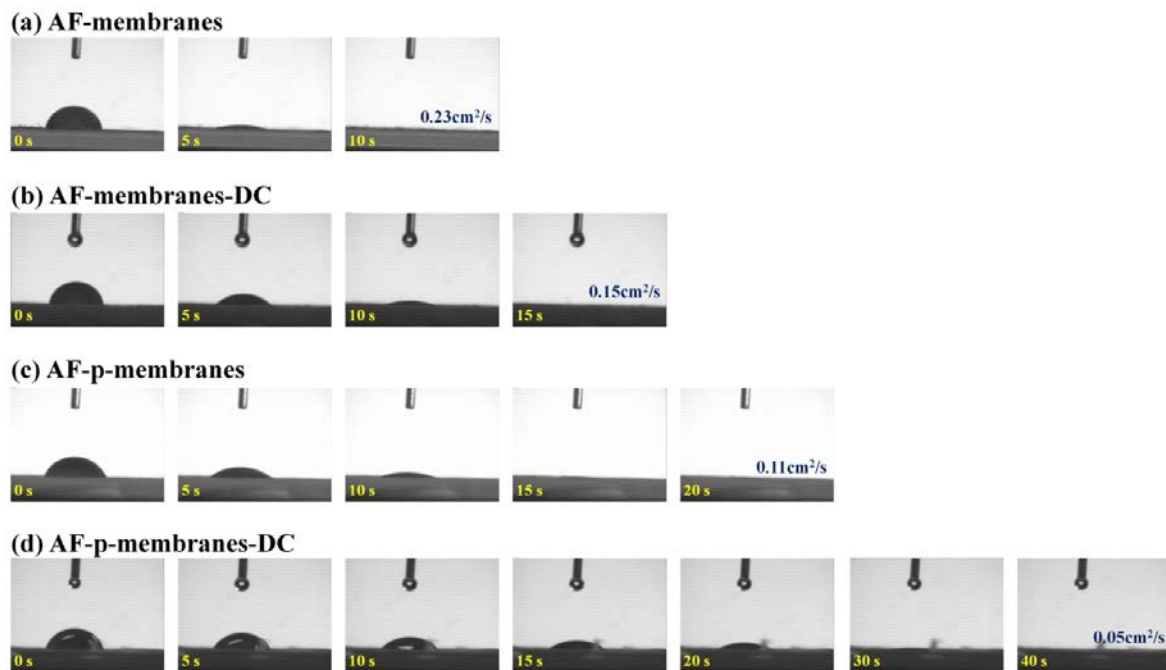 (a) AF-membranes
0 s
5 s
10 s
0.23cm²/s
(b) AF-membranes-DC
0 s
5 s
10 s
15 s
0.15cm²/s
(c) AF-p-membranes
0 s
5 s
10 s
15 s
20 s
0.11cm²/s
(d) AF-p-membranes-DC
0 s
5 s
10 s
15 s
20 s
30 s
40 s
0.05cm²/s